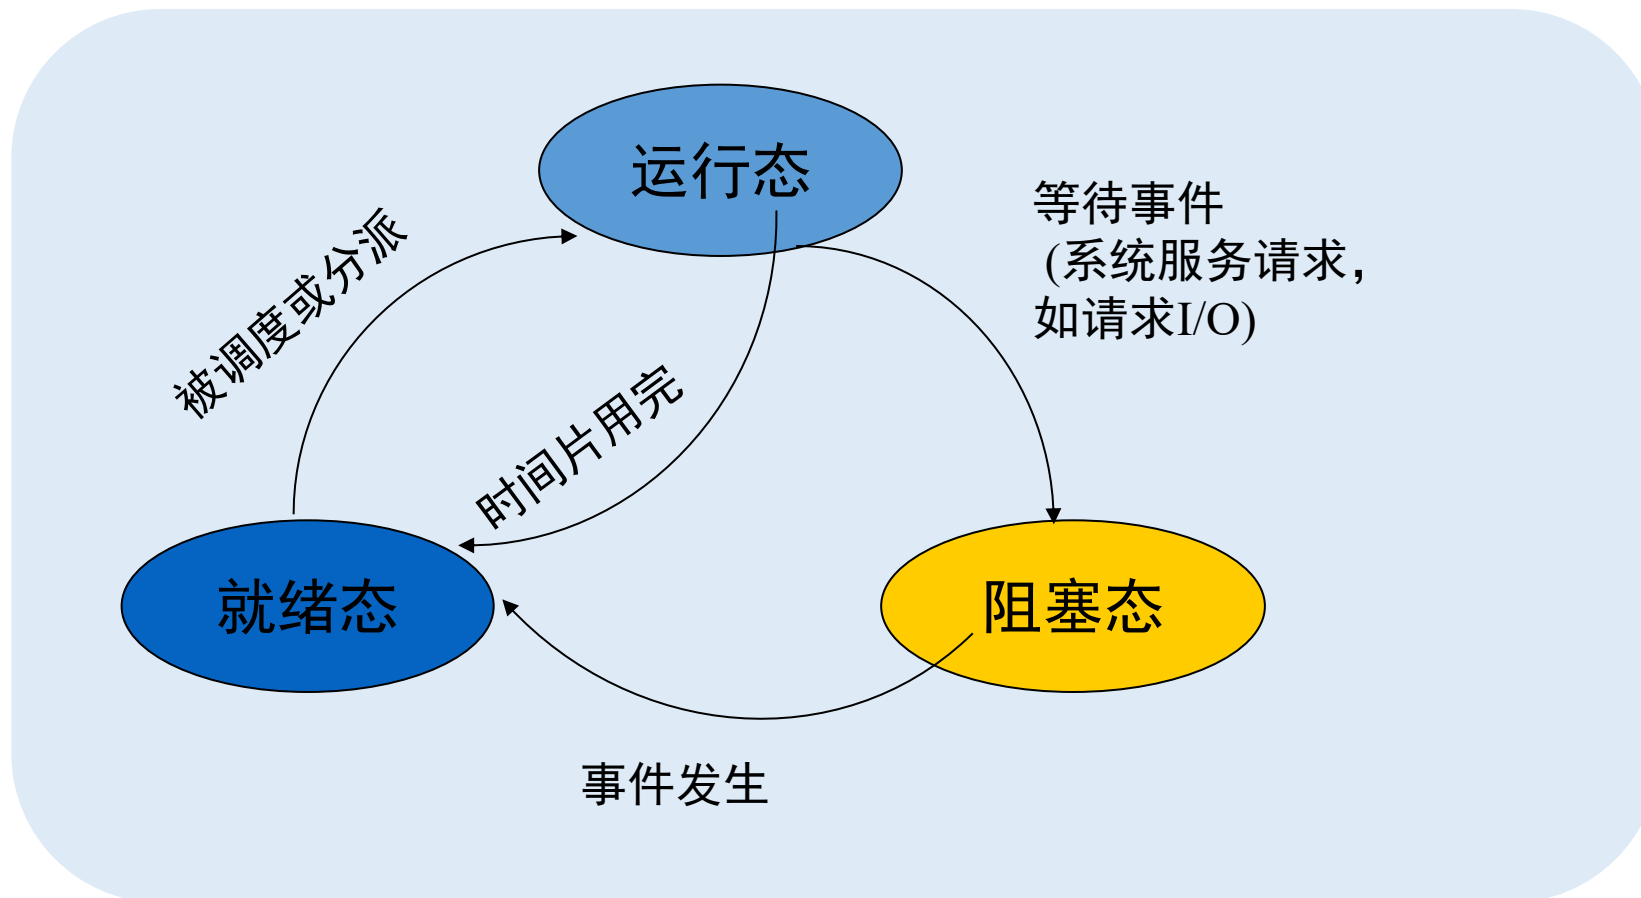 运行态
等待事件
(系统服务请求,
如请求I/O)
被调度或分派
时间片用完
就绪态
阻塞态
事件发生